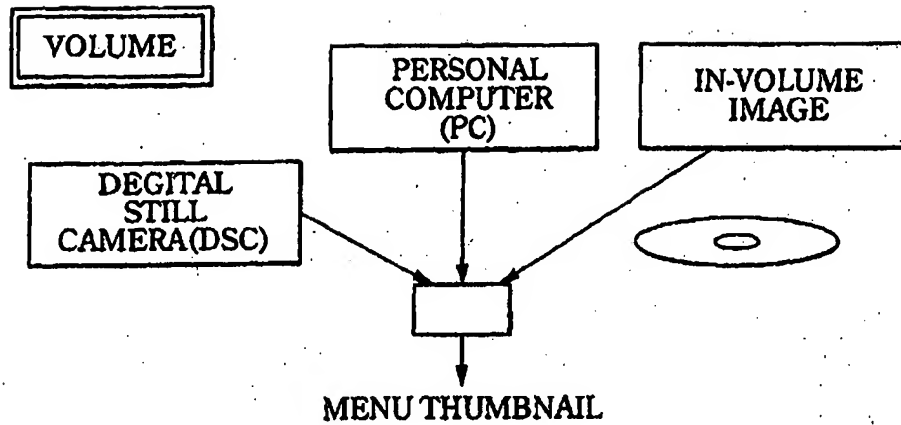 VOLUME
PERSONAL
COMPUTER
(PC)
IN-VOLUME
IMAGE
DEGITAL
STILL
CAMERA(DSC)
MENU THUMBNAIL